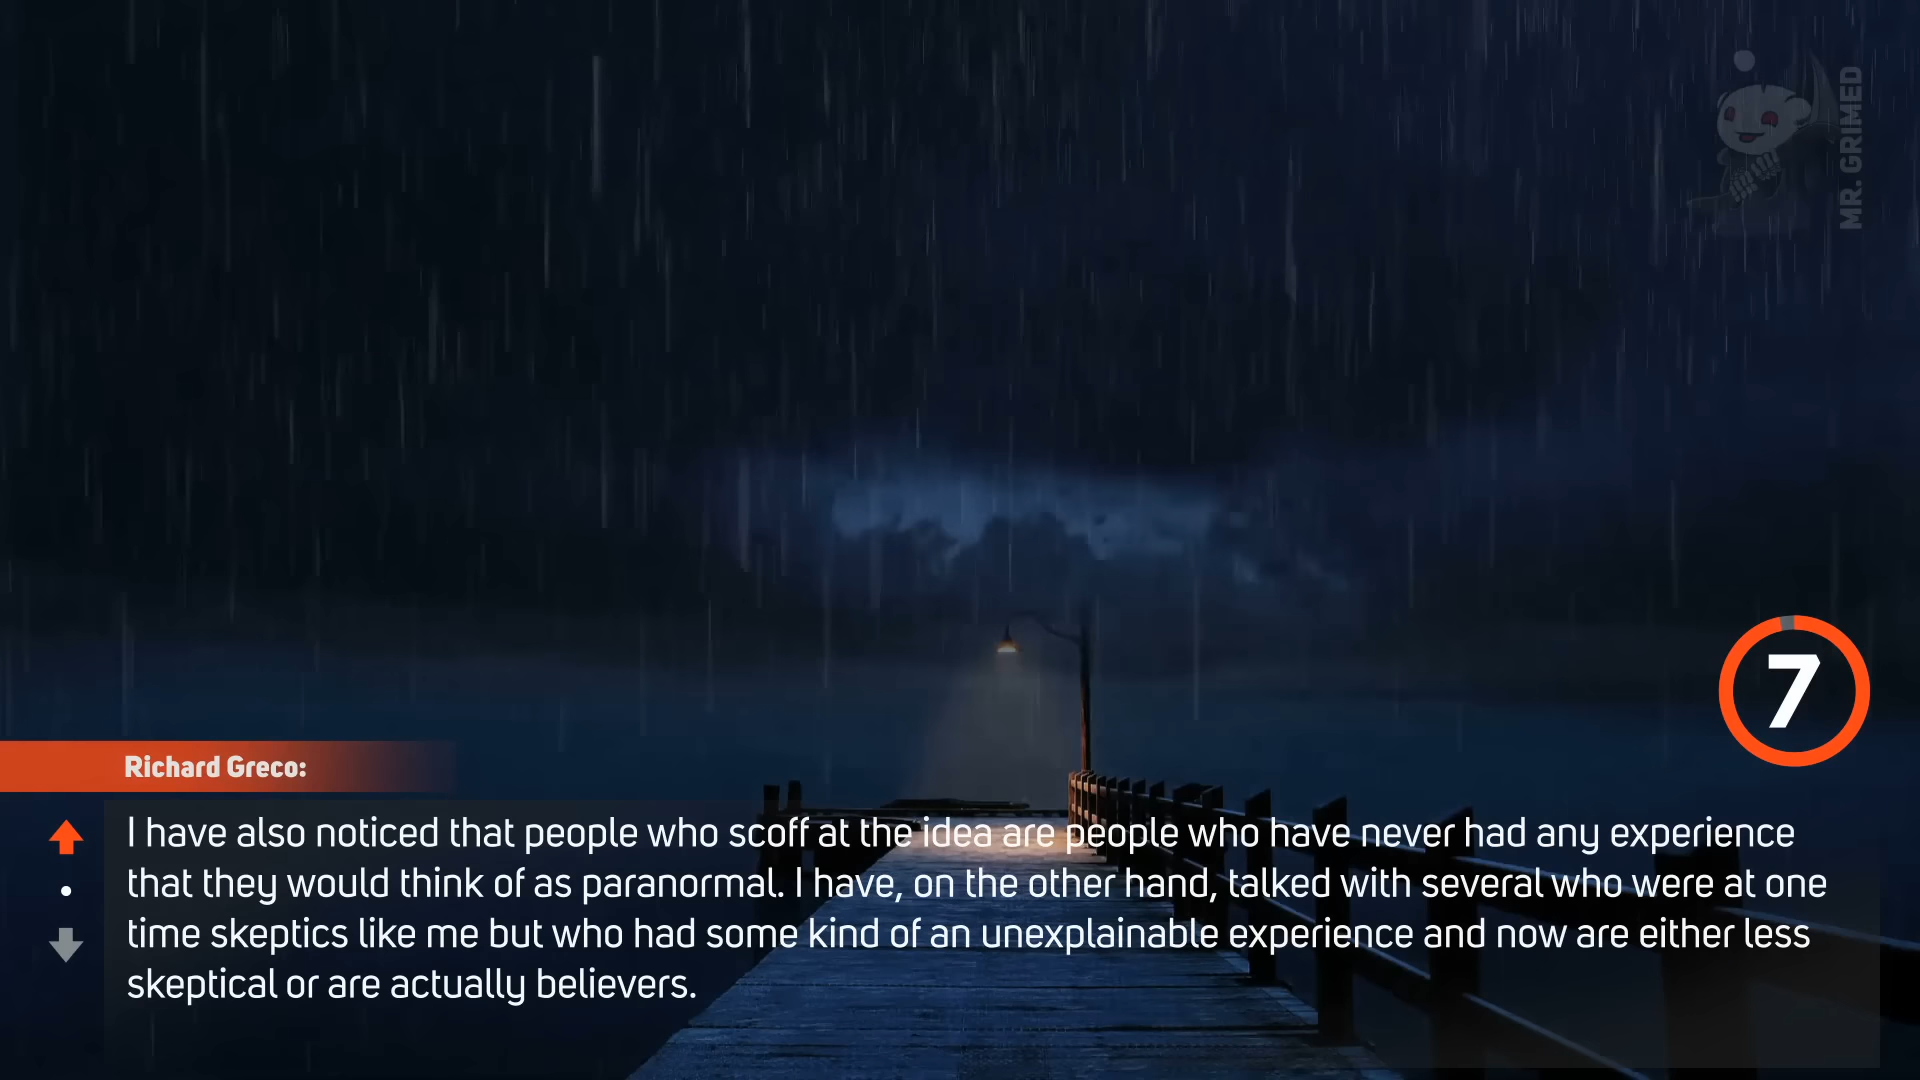 MR. GRIMED
7
Richard Greco:
I have also noticed that people who scoff at the idea are people who have never had any experience
that they would think of as paranormal. I have, on the other hand, talked with several who were at one
time skeptics like me but who had some kind of an unexplainable experience and now are either less
skeptical or are actually believers.